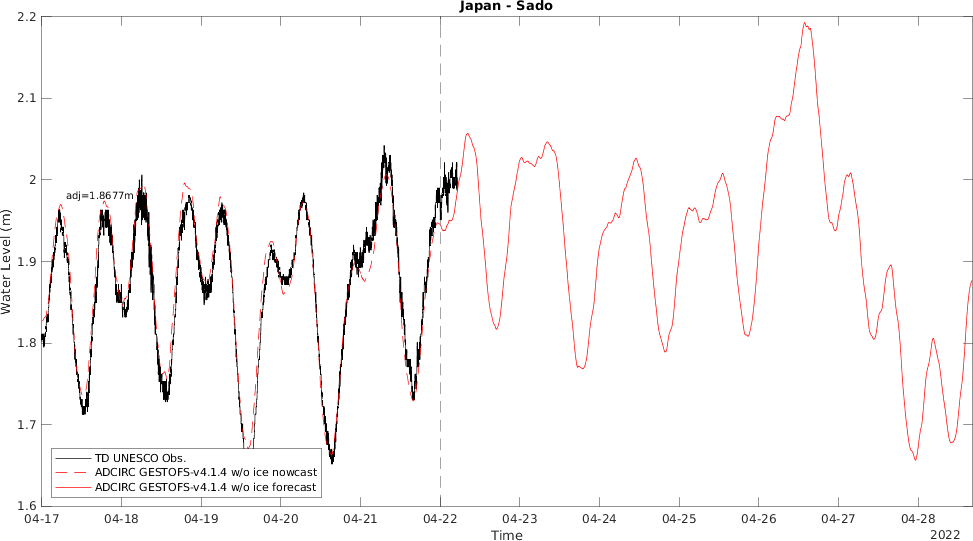 Japan - Sado
2.2
2.1
2
1.9
1.8
1.7
1.6
Water Level (m)
adj=1.8677m
TD UNESCO Obs.
ADCIRC GESTOFS-v4.1.4 w/o ice nowcast
ADCIRC GESTOFS-v4.1.4 w/o ice forecast
04-17 04-18 04-19 04-20 04-21 04-22 04-23 04-24 04-25 04-26 04-27 04-28
2022
Time